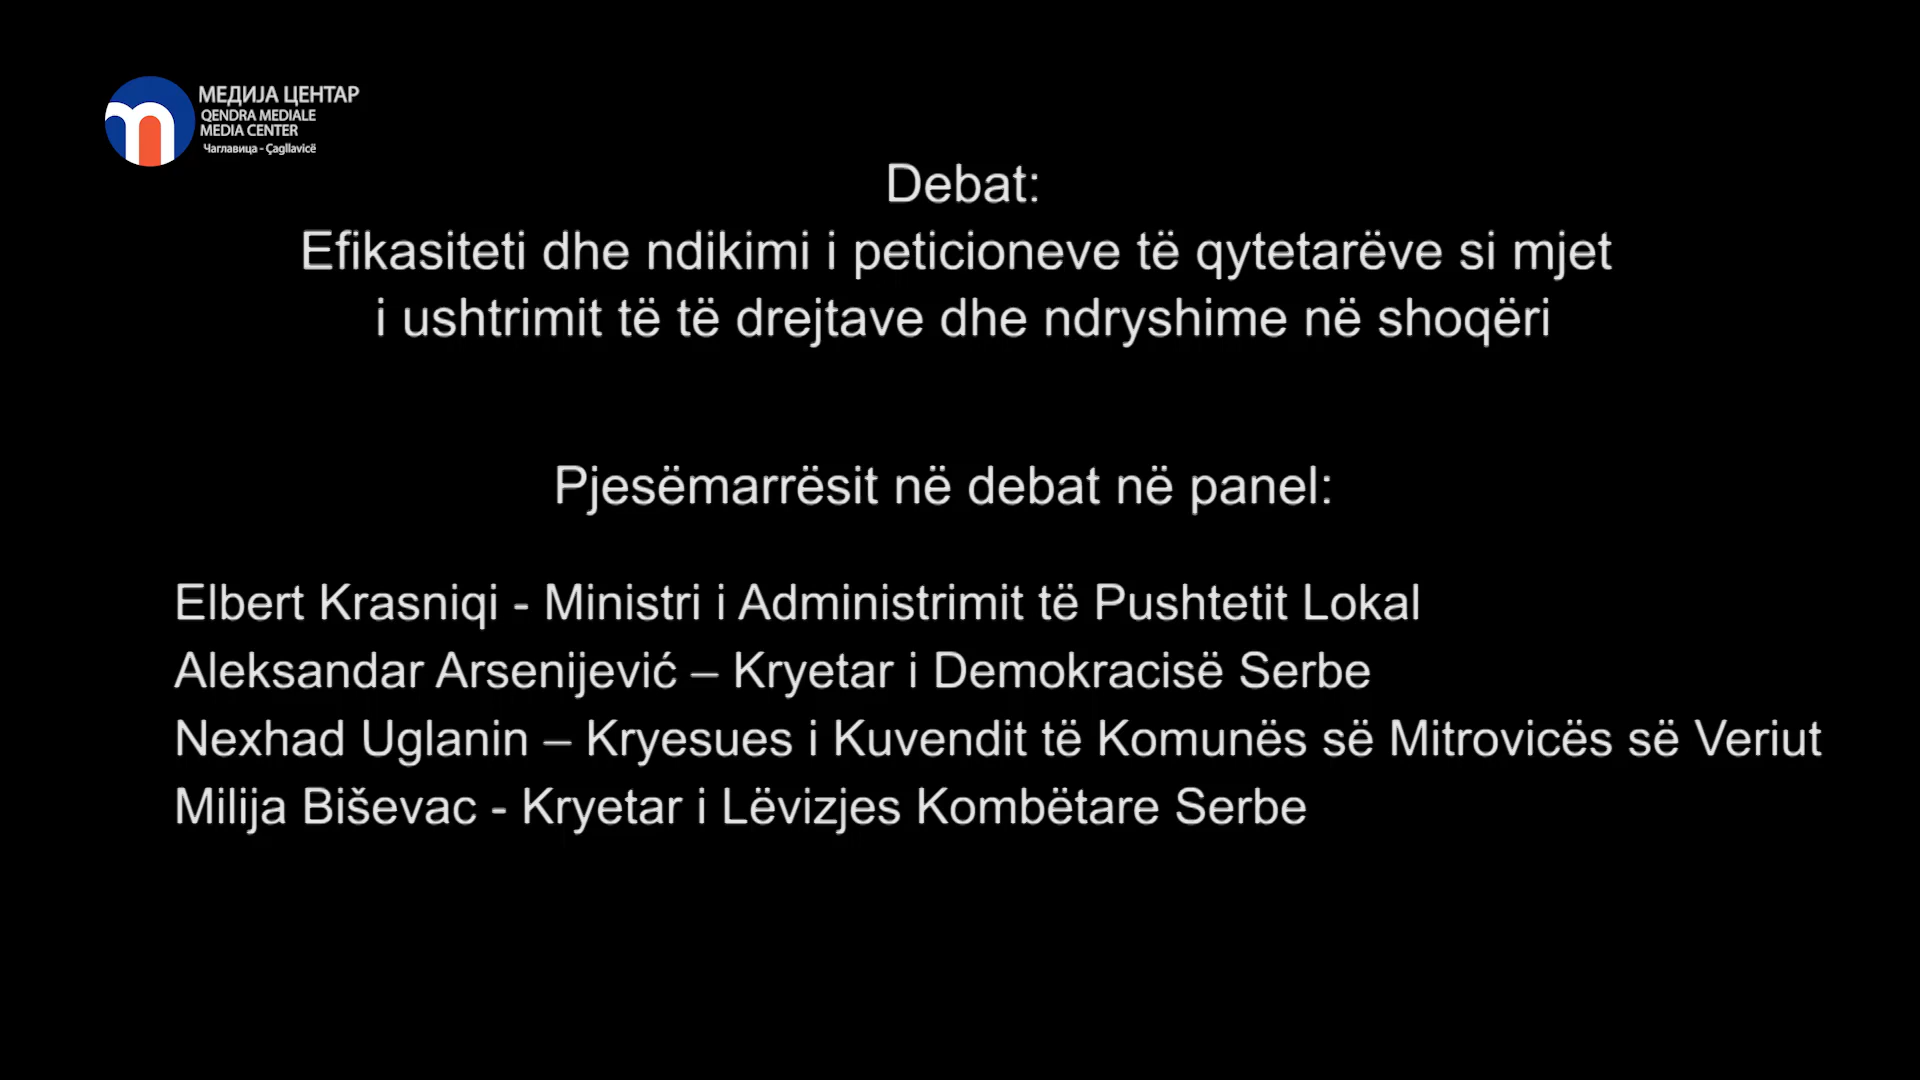 МЕДИЈА ЦЕНТАР
QENDRA MEDIALE
MEDIA CENTER
Чаглавица - Çagllavicë
Debat:
Efikasiteti dhe ndikimi i peticioneve të qytetarëve si mjet
i ushtrimit të të drejtave dhe ndryshime në shoqëri
Pjesëmarrësit në debat në panel:
Elbert Krasniqi - Ministri i Administrimit të Pushtetit Lokal
Aleksandar Arsenijević – Kryetar i Demokracisë Serbe
Nexhad Uglanin – Kryesues i Kuvendit të Komunës së Mitrovicës së Veriut
Milija Biševac - Kryetar i Lëvizjes Kombëtare Serbe